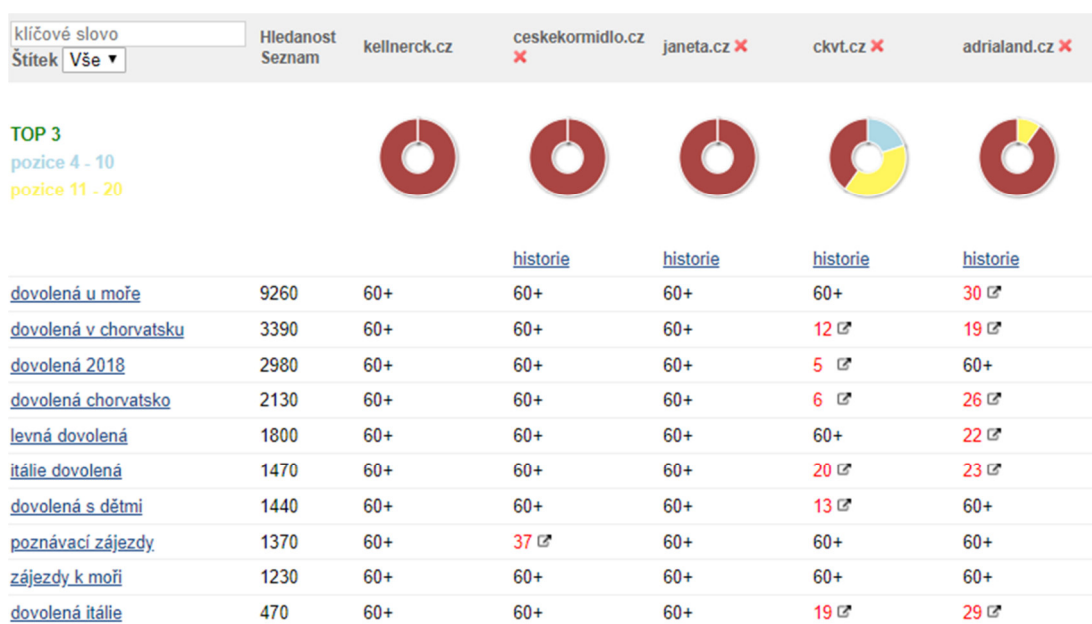 klíčové slovo
Štítek Vše ▼
Hledanost Seznam
kellnerck.cz
ceskekormidlo.cz
janeta.cz
ckvt.cz
adrialand.cz
TOP 3
pozice 4 - 10
pozice 11 - 20
historie historie historie historie
dovolená u moře 9260 60+ 60+ 60+ 60+ 30
dovolená v chorvatsku 3390 60+ 60+ 60+ 12 19
dovolená 2018 2980 60+ 60+ 60+ 5 60+
dovolená chorvatsko 2130 60+ 60+ 60+ 6 26
levná dovolená 1800 60+ 60+ 60+ 60+ 22
itálie dovolená 1470 60+ 60+ 60+ 20 23
dovolená s dětmi 1440 60+ 60+ 60+ 13 60+
poznávací zájezdy 1370 60+ 37 60+ 60+ 60+
zájezdy k moři 1230 60+ 60+ 60+ 60+ 60+
dovolená itálie 470 60+ 60+ 60+ 19 29